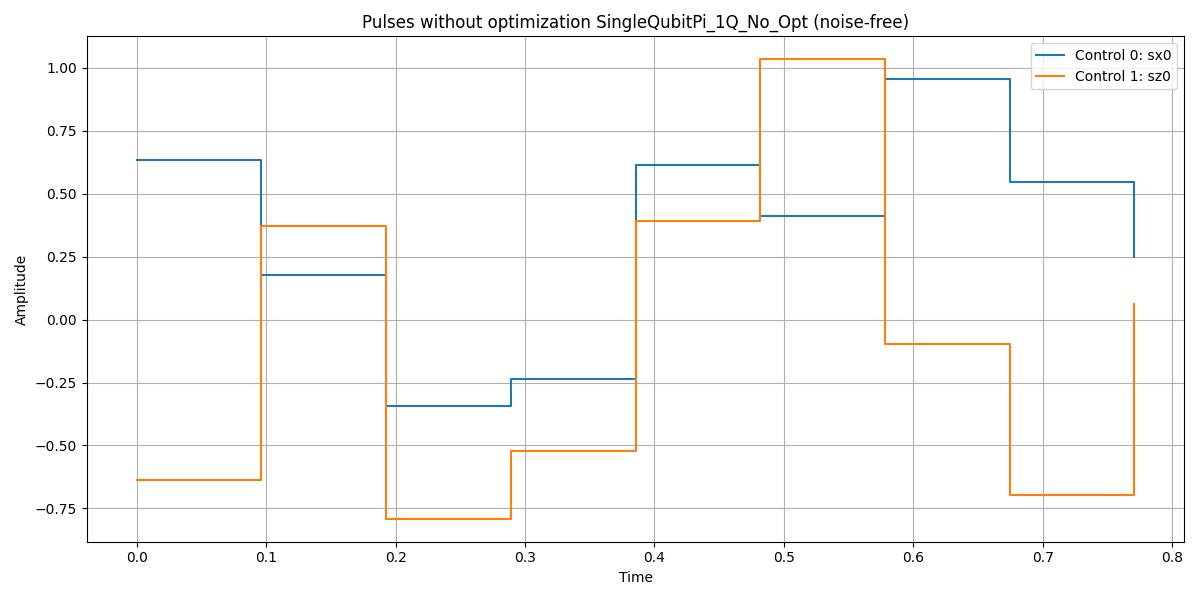 Pulses without optimization SingleQubitPi_1Q_No_Opt (noise-free)
Control 0: sx0
Control 1: sz0
1.00
0.75
0.50
0.25
0.00
−0.25
−0.50
−0.75
Amplitude
0.0 0.1 0.2 0.3 0.4 0.5 0.6 0.7 0.8
Time